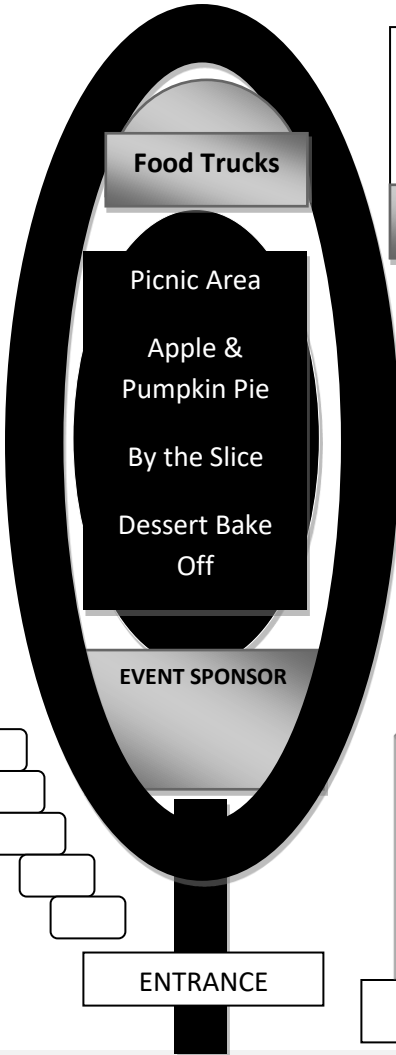 Food Trucks
Picnic Area
Apple &
Pumpkin Pie
By the Slice
Dessert Bake
Off
EVENT SPONSOR
ENTRANCE